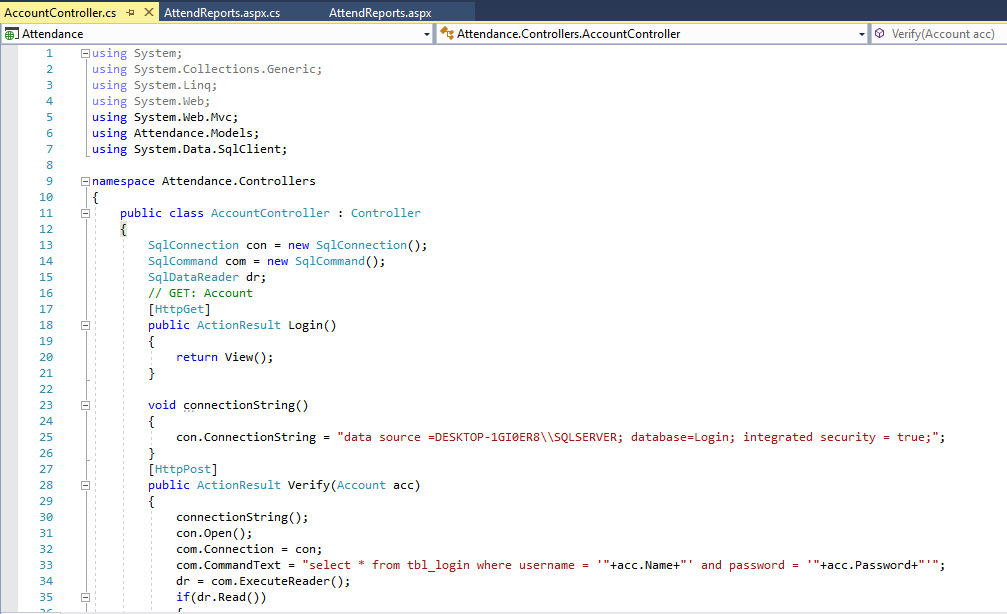 AccountController.cs AttendReports.aspx.cs AttendReports.aspx
Attendance Attendance.Controllers.AccountController Verify(Account acc)
1 using System;
2 using System.Collections.Generic;
3 using System.Linq;
4 using System.Web;
5 using System.Web.Mvc;
6 using Attendance.Models;
7 using System.Data.SqlClient;
8
9 namespace Attendance.Controllers
10 {
11 public class AccountController : Controller
12 {
13 SqlConnection con = new SqlConnection();
14 SqlCommand com = new SqlCommand();
15 SqlDataReader dr;
16 // GET: Account
17 [HttpGet]
18 public ActionResult Login()
19 {
20 return View();
21 }
22
23 void connectionString()
24 {
25 con.ConnectionString = "data source =DESKTOP-1GI0ER8\\SQLSERVER; database=Login; integrated security = true;";
26 }
27 [HttpPost]
28 public ActionResult Verify(Account acc)
29 {
30 connectionString();
31 con.Open();
32 com.Connection = con;
33 com.CommandText = "select * from tbl_login where username = '"+acc.Name+"' and password = '"+acc.Password+"'";
34 dr = com.ExecuteReader();
35 if(dr.Read())